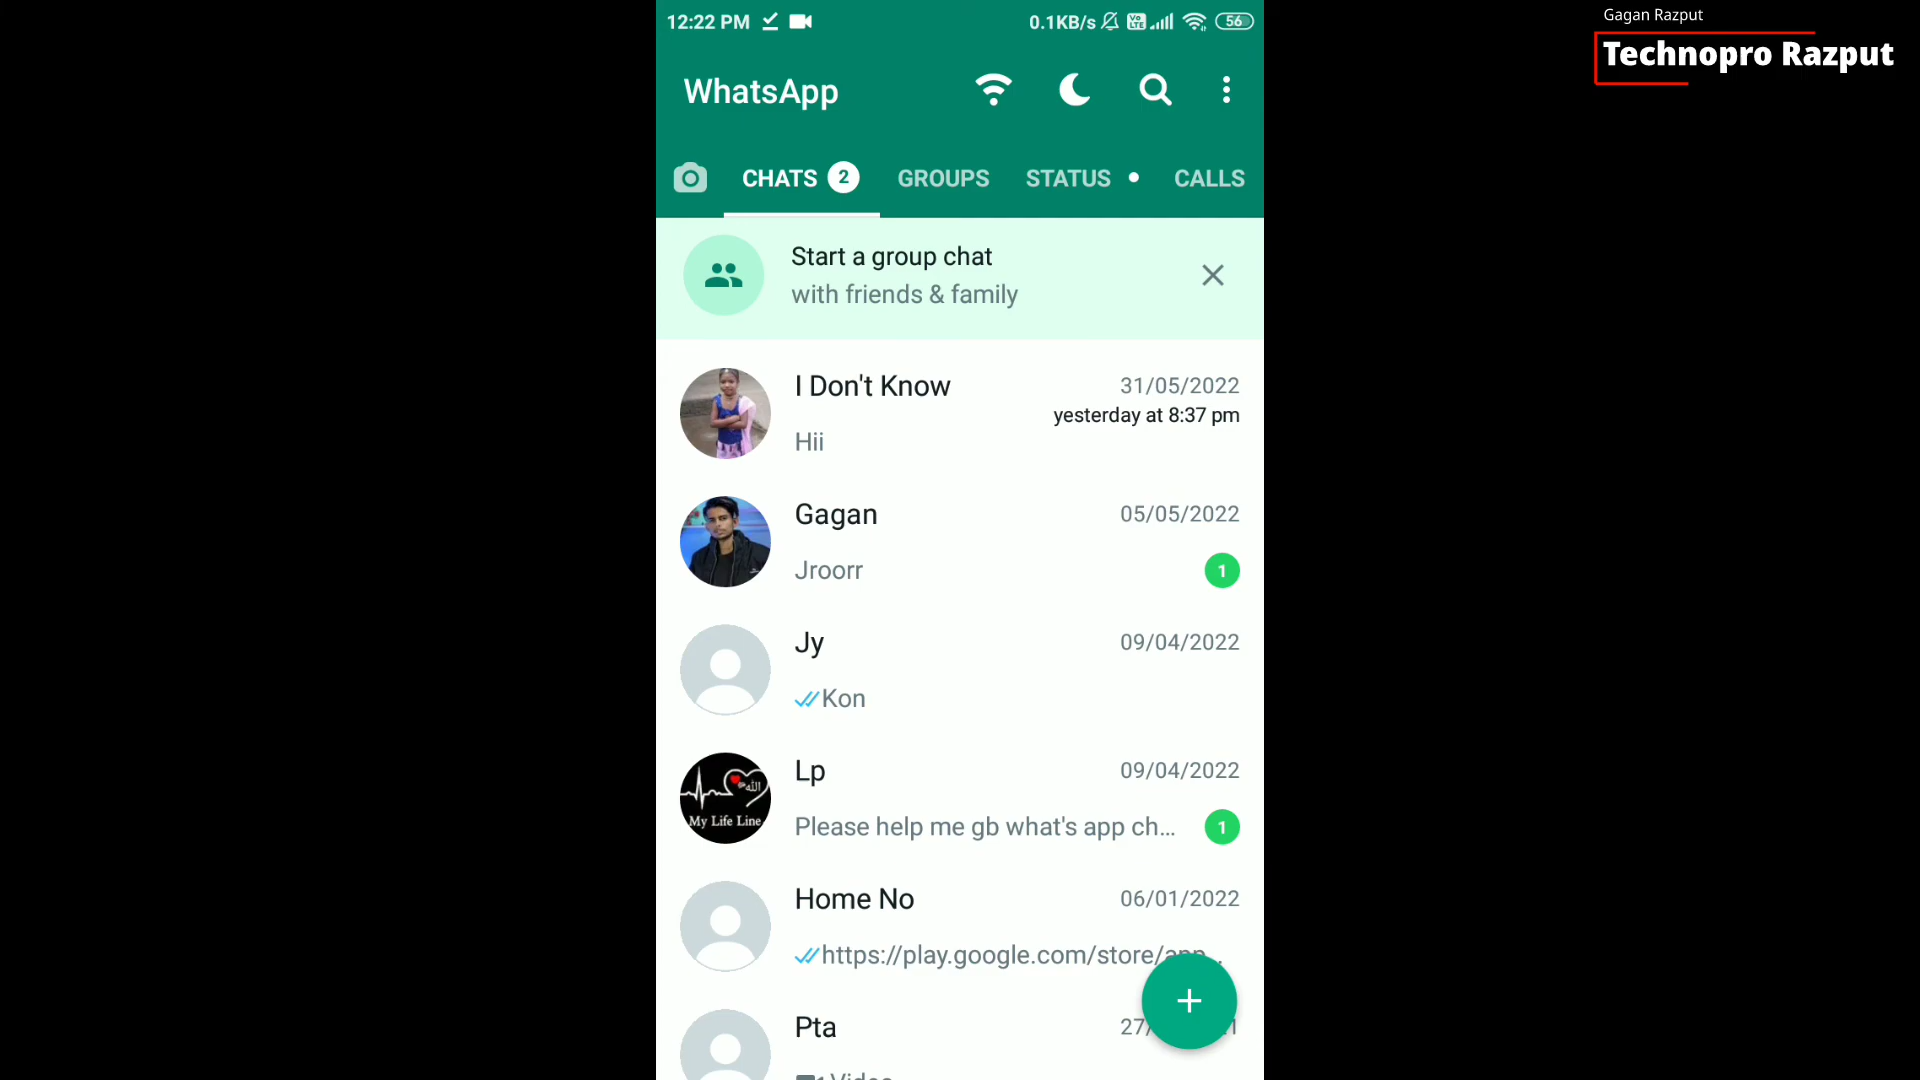 Gagan Razput
Technopro Razput
12:22 PM 0.1KB/s 56
WhatsApp
CHATS 2 GROUPS STATUS CALLS
Start a group chat
with friends & family
I Don't Know 31/05/2022
yesterday at 8:37 pm
Hii
Gagan 05/05/2022
Jroorr 1
Jy 09/04/2022
Kon
Lp 09/04/2022
My Life Line
Please help me gb what's app ch... 1
Home No 06/01/2022
https://play.google.com/store/app...
Pta
Video